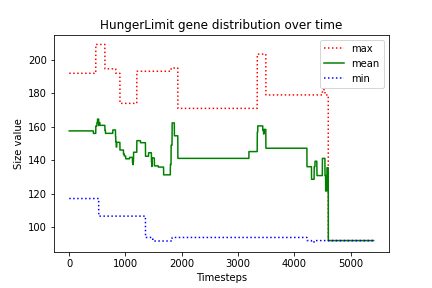 HungerLimit gene distribution over time
max
mean
min
Size value
200
180
160
140
120
100
0
1000
2000
3000
4000
5000
Timesteps